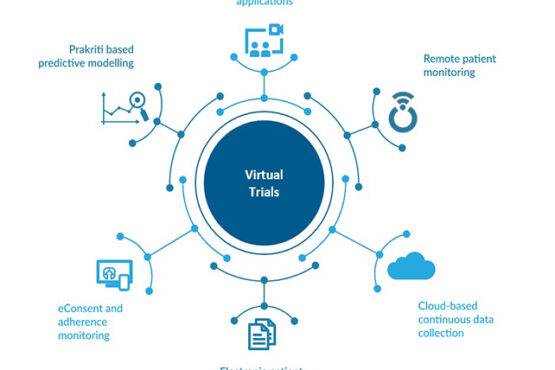 applications
Prakriti based
predictive modelling
Remote patient
monitoring
Virtual
Trials
eConsent and
adherence
monitoring
Cloud-based
continuous data
collection